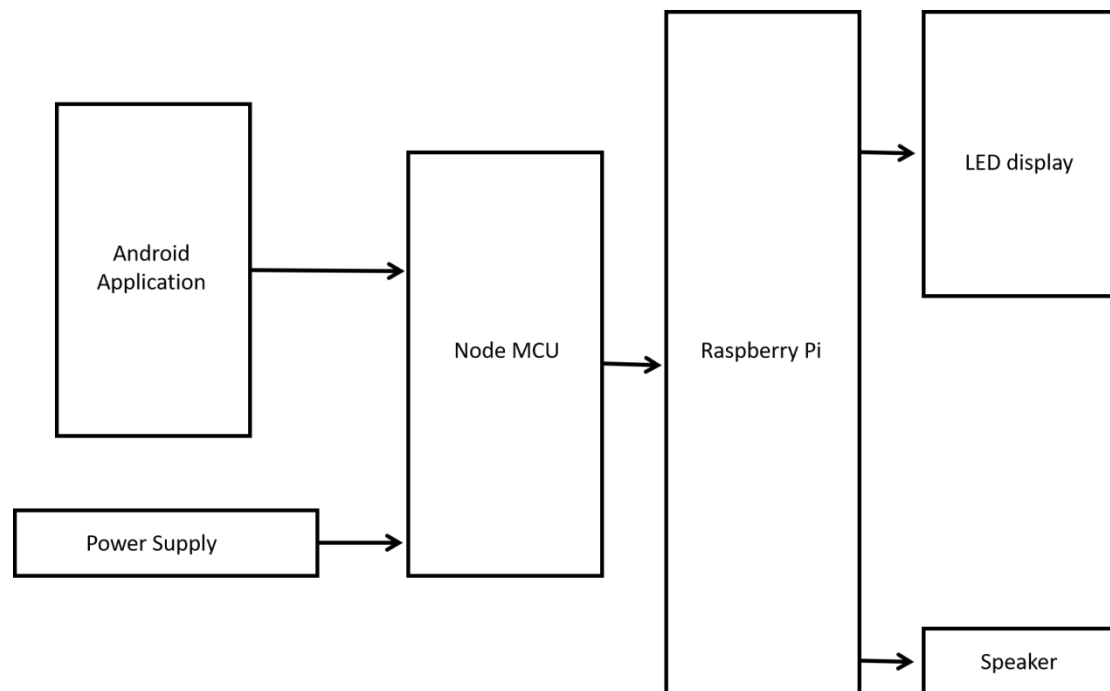 Android
Application
Power Supply
Node MCU
Raspberry Pi
LED display
Speaker